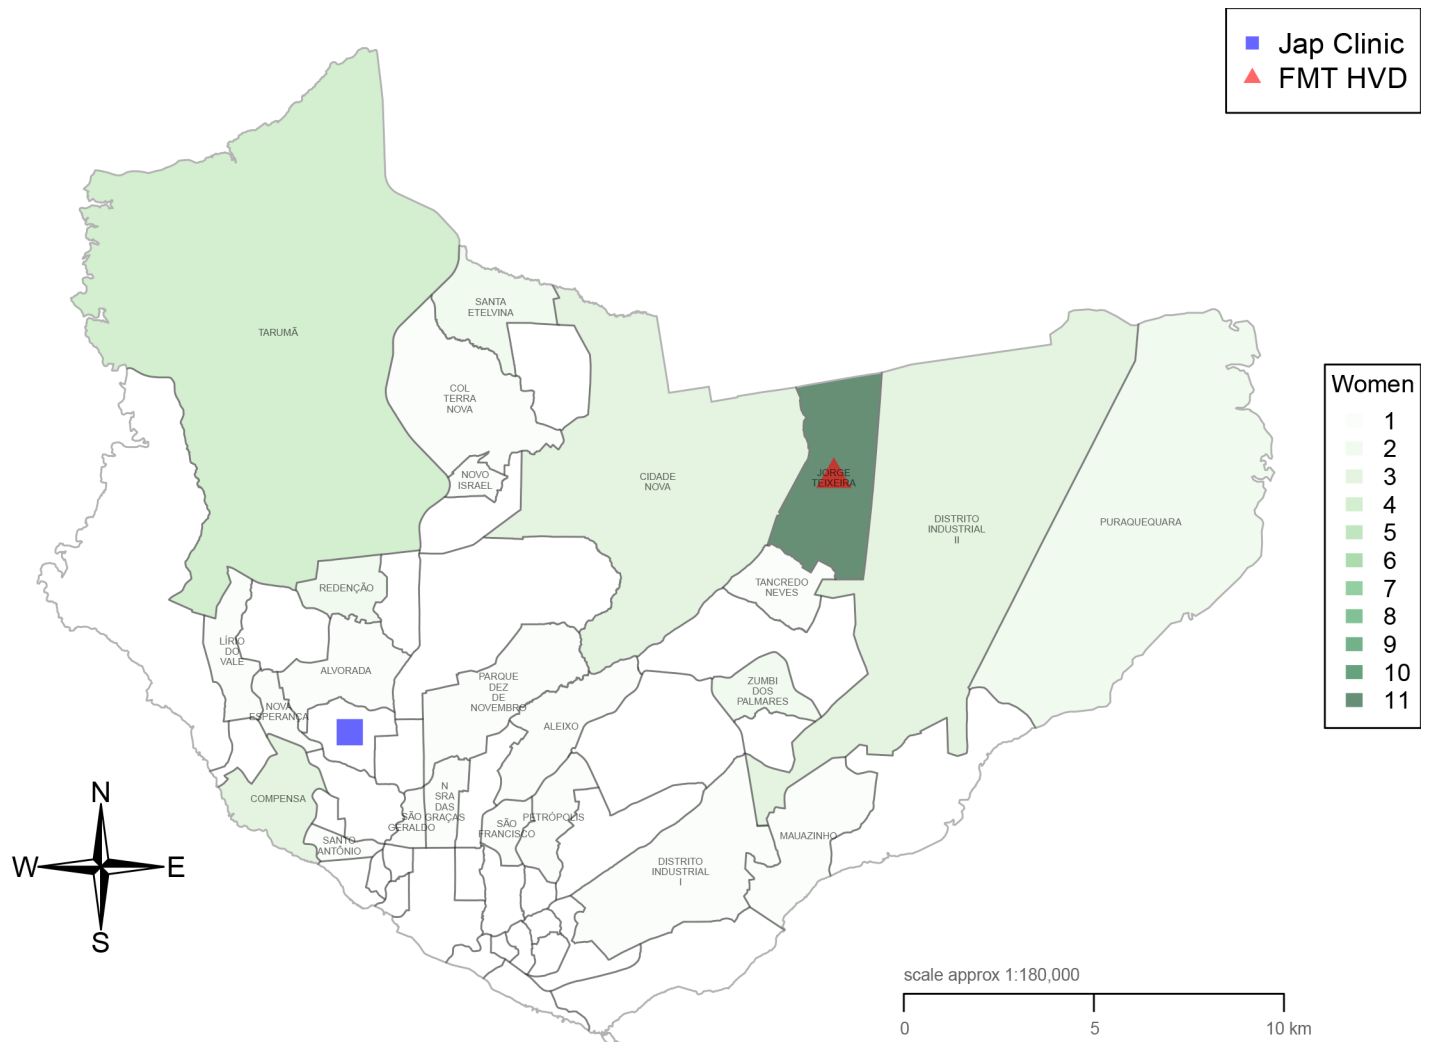 Jap Clinic
FMT HVD
TARUMÃ
SANTA
ETELVINA
COL
TERRA
NOVA
NOVO
ISRAEL
CIDADE
NOVA
JORGE
TEIXEIRA
DISTRITO
INDUSTRIAL
II
PURAQUEQUARA
Women
1
2
3
4
5
6
7
8
9
10
11
REDENÇÃO
TANCREDO
NEVES
LÍRIO
DO
VALE
ALVORADA
PARQUE
DEZ
DE
NOVEMBRO
ZUMBI
DOS
PALMARES
NOVA
ESPERANÇA
ALEIXO
COMPENSA
N
SRA
DAS
GRAÇAS
SÃO
GERALDO
SÃO
FRANCISCO
PETRÓPOLIS
SANTO
ANTÔNIO
MAUAZINHO
DISTRITO
INDUSTRIAL
I
N
W
E
S
scale approx 1:180,000
0
5
10 km